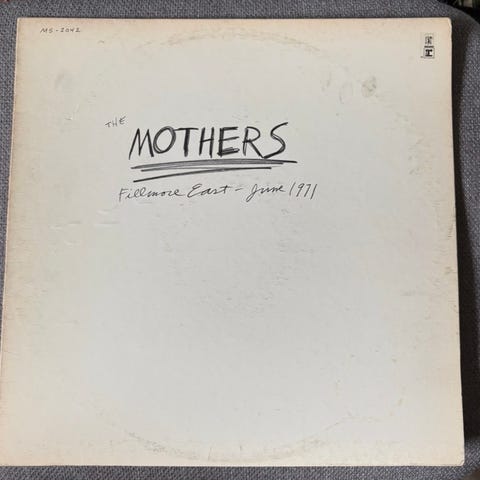 MS-2042
THE
MOTHERS
Fillmore East - June 1971